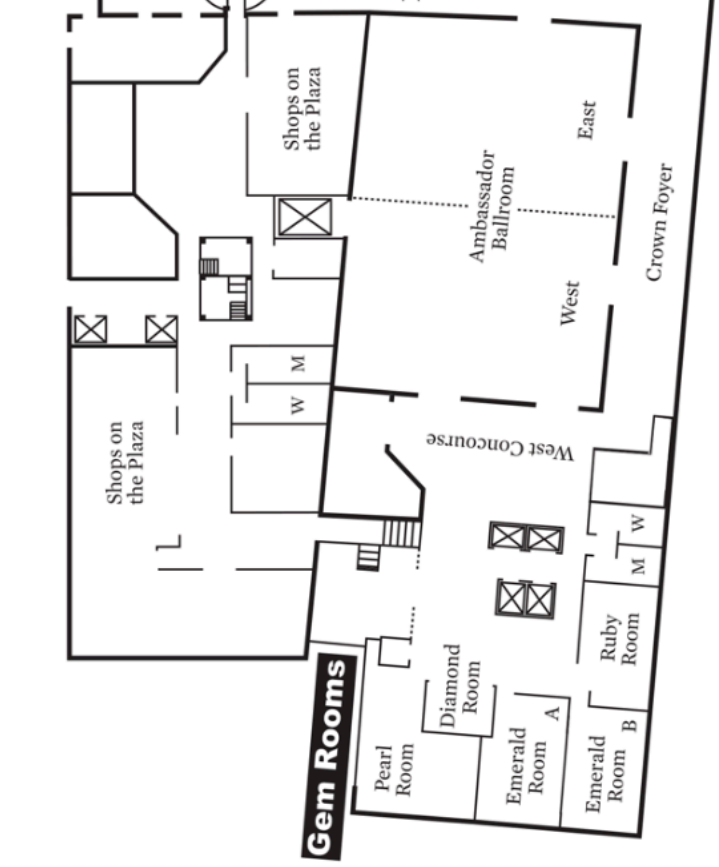 Shops on
the Plaza
East
Ambassador
Ballroom
West
Crown Foyer
M
W
Shops on
the Plaza
West Concourse
W
M
Ruby
Room
Diamond
Room
Gem Rooms
Pearl
Room
Emerald
Room
A
Emerald
Room
B